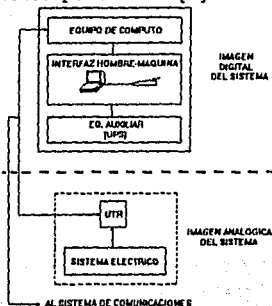 EQUIPO DE COMPUTO
INTERFAZ HOMBRE-MAQUINA
EQ. AUXILIAR
[UPS]
IMAGEN
DIGITAL
DEL SISTEMA
UTR
SISTEMA ELECTRICO
IMAGEN ANALOGICA
DEL SISTEMA
AL SISTEMA DE COMUNICACIONES